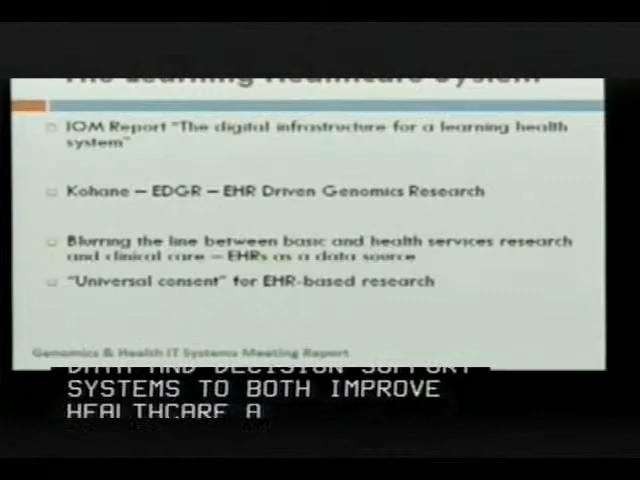 The Learning Healthcare System
IOM Report "The digital infrastructure for a learning health
system"
Kohane – EDGR – EHR Driven Genomics Research
Blurring the line between basic and health services research
and clinical care – EHRs as a data source
"Universal consent" for EHR-based research
Genomics & Health IT Systems Meeting Report
DATA AND DECISION SUPPORT
SYSTEMS TO BOTH IMPROVE
HEALTHCARE A